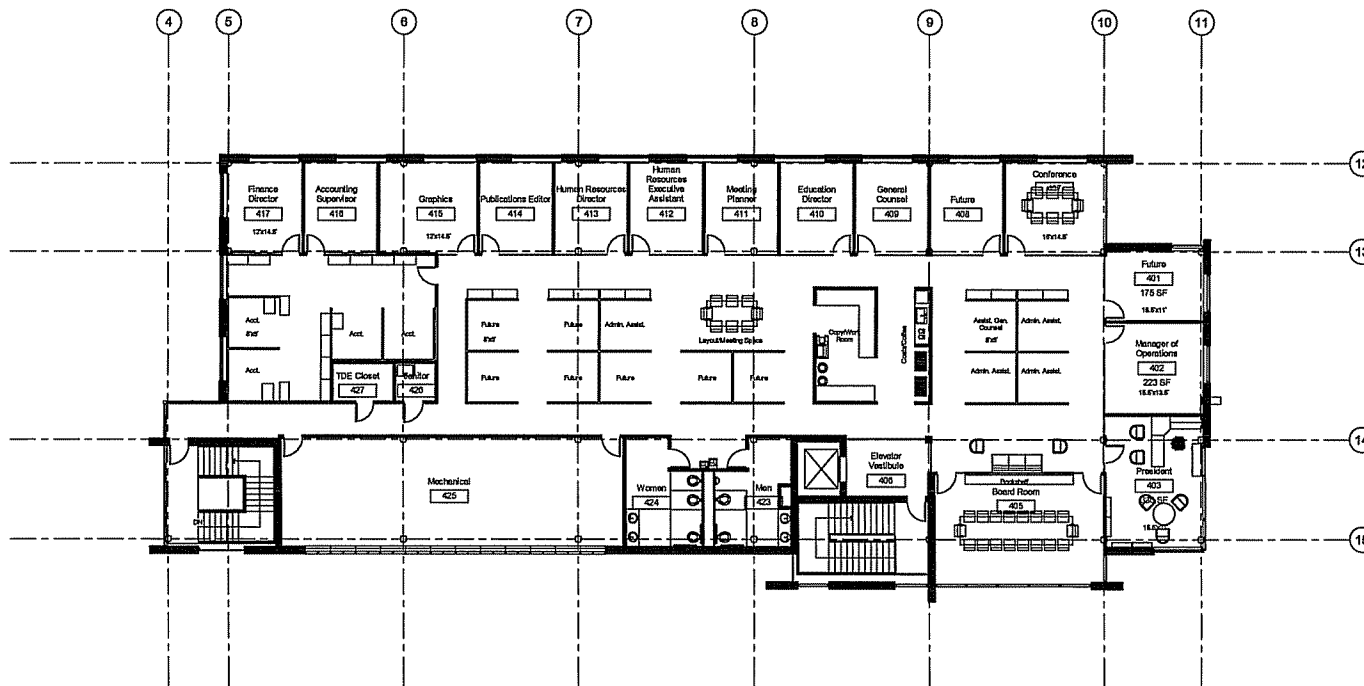 4 5 6 7 8 9 10 11
12
Finance
Director
417
12'x14.5'
Accounting
Supervisor
416
Graphics
415
12'x14.5'
Publications Editor
414
Human Resources
Director
413
Human
Resources
Executive
Assistant
412
Meeting
Planner
411
Education
Director
410
General
Counsel
409
Future
408
Conference
13
Future
401
175 SF
Acct.
Acct.
Acct.
Acct.
Future
Future
Admin. Assist.
Layout/Meeting Space
Copy/Work
Room
Assist. Gen.
Counsel
Admin. Assist.
Manager of
Operations
402
223 SF
Future
Future
Future
Future
Future
Admin. Assist.
Admin. Assist.
TDE Closet
427
Janitor
426
14
Mechanical
425
Women
424
Men
423
Elevator
Vestibule
406
Bookshelf
Board Room
405
President
403
SF
DN
15